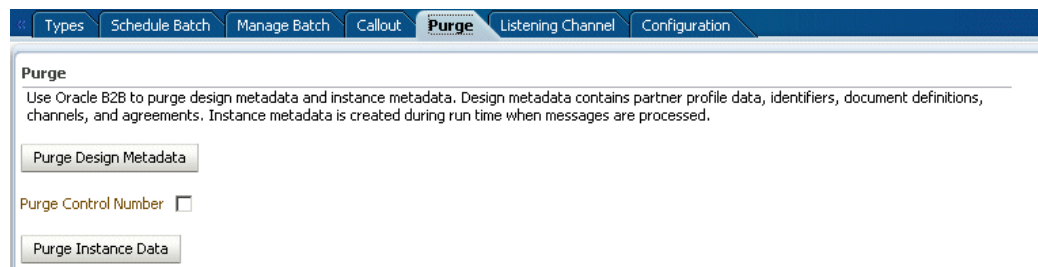 « Types Schedule Batch Manage Batch Callout Purge Listening Channel Configuration
Purge
Use Oracle B2B to purge design metadata and instance metadata. Design metadata contains partner profile data, identifiers, document definitions,
channels, and agreements. Instance metadata is created during run time when messages are processed.
Purge Design Metadata
Purge Control Number
Purge Instance Data